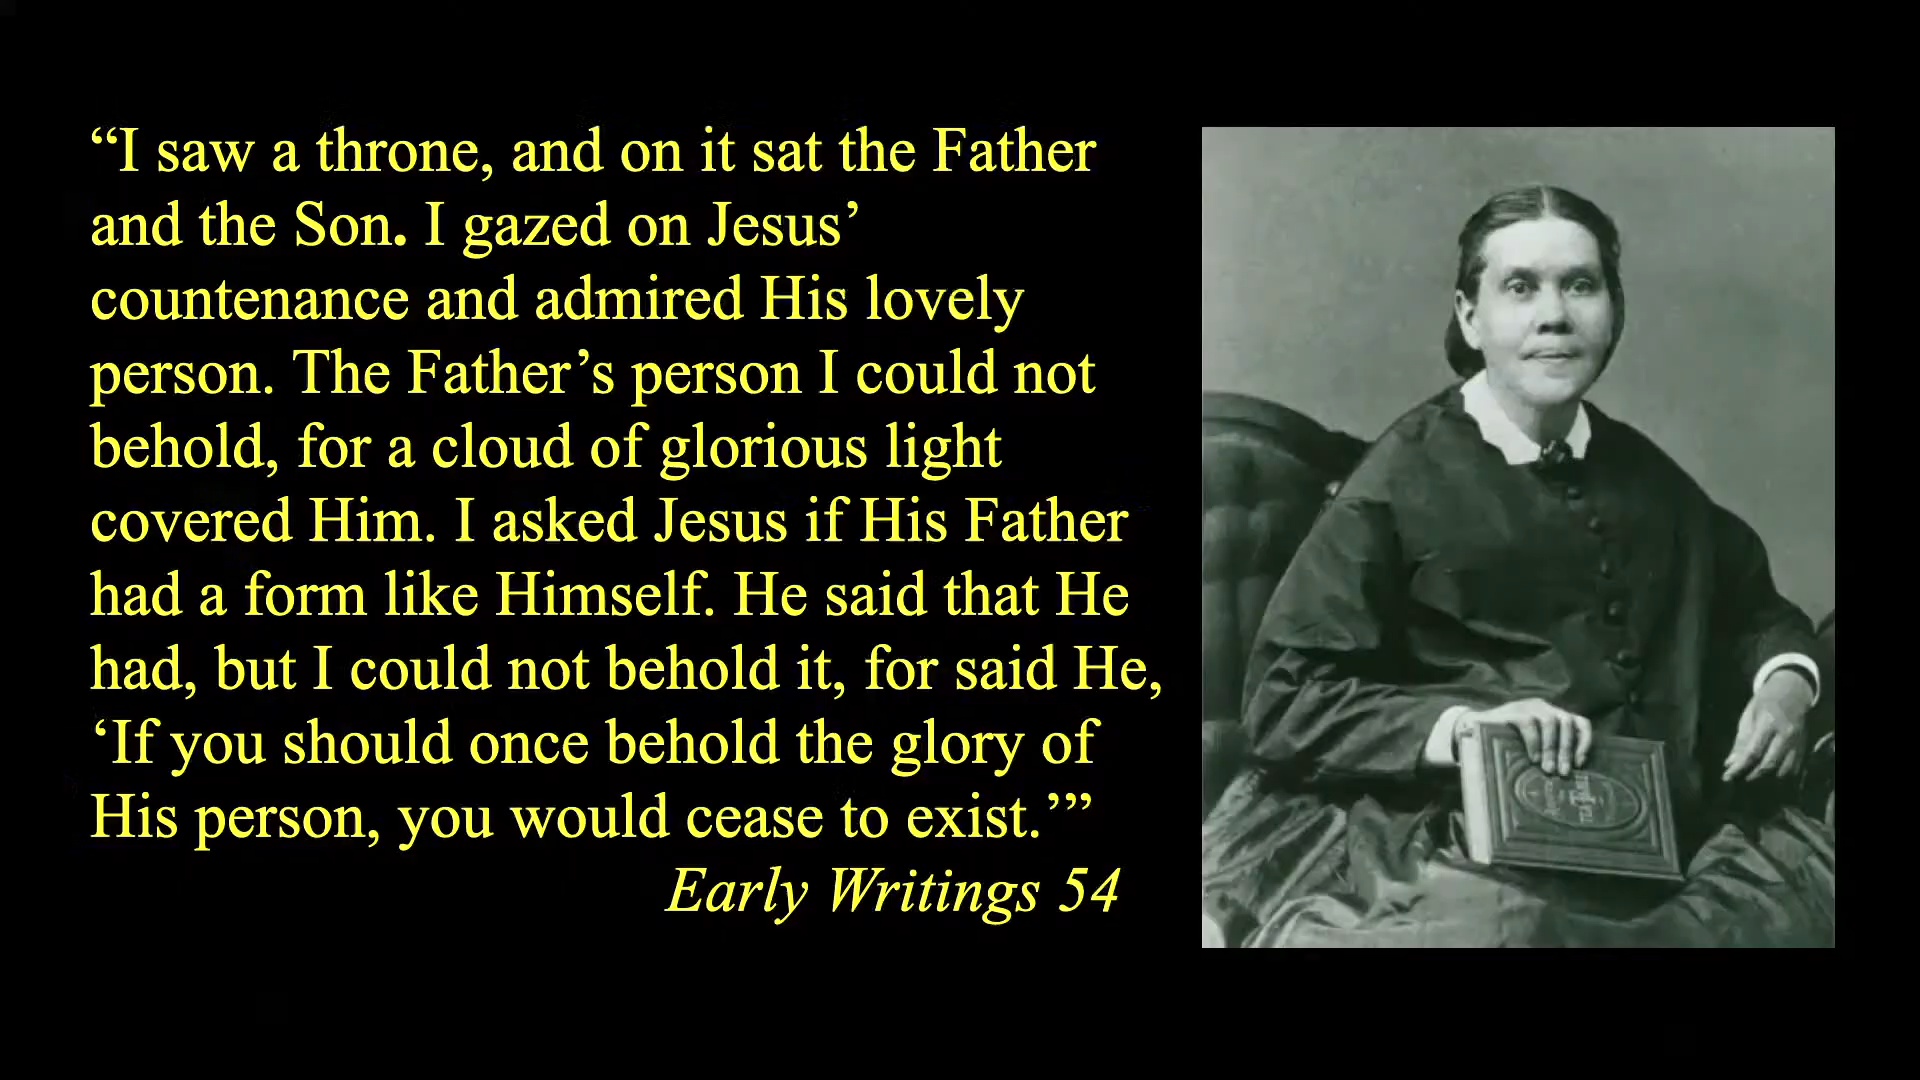 “I saw a throne, and on it sat the Father
and the Son. I gazed on Jesus’
countenance and admired His lovely
person. The Father’s person I could not
behold, for a cloud of glorious light
covered Him. I asked Jesus if His Father
had a form like Himself. He said that He
had, but I could not behold it, for said He,
‘If you should once behold the glory of
His person, you would cease to exist.’”
Early Writings 54